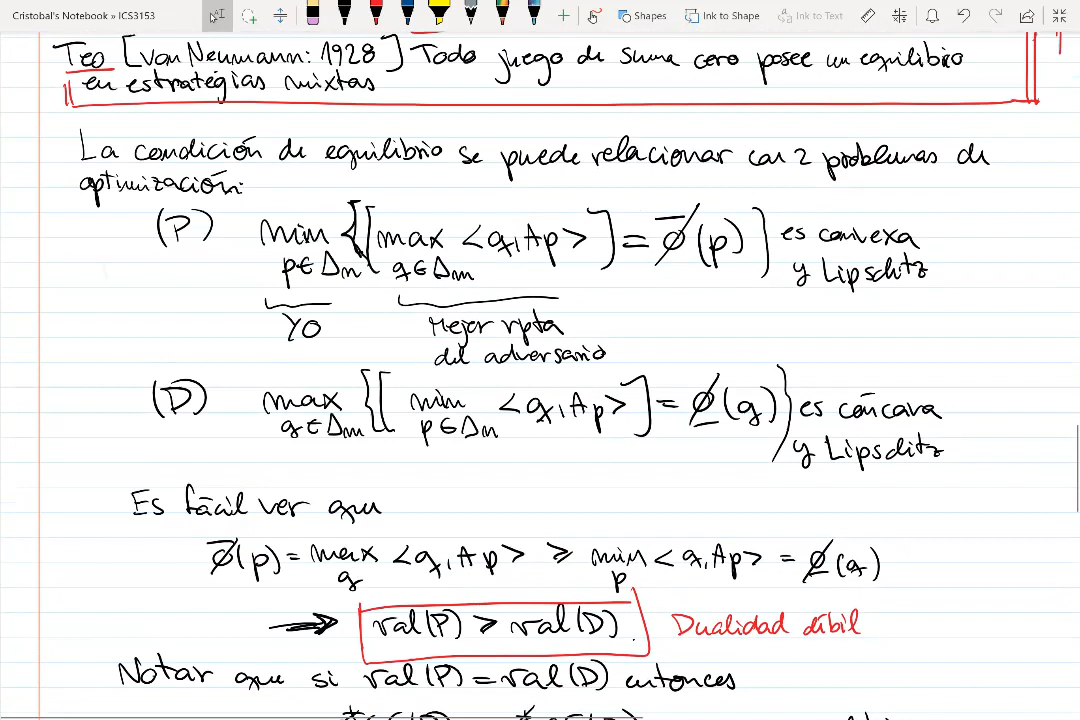 Cristobal's Notebook » ICS3153
Shapes Ink to Shape Ink to Text
Teo [von Neumann: 1928] Todo juego de suma cero posee un equilibrio
en estratégias mixtas
La condición de equilibrio se puede relacionar con 2 problemas de
optimización:
(P) min {[max <q, Ap>] = φ̅(p)} es convexa
p∈Δn q∈Δm y Lipschitz
YO Mejor rpta
del adversario
(D) max {[min <q, Ap>] = φ̲(q)} es cóncava
q∈Δm p∈Δn y Lipschitz
Es fácil ver que
φ̅(p) = max <q, Ap> ≥ min <q, Ap> = φ̲(q)
q p
⇒ val(P) ≥ val(D). Dualidad débil
Notar que si val(P) = val(D) entonces